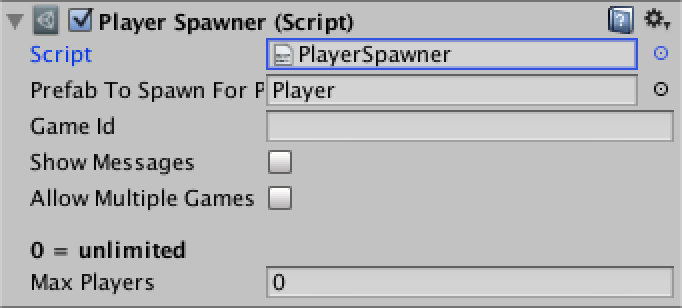 Player Spawner (Script)
Script PlayerSpawner
Prefab To Spawn For P Player
Game Id
Show Messages
Allow Multiple Games
0 = unlimited
Max Players 0